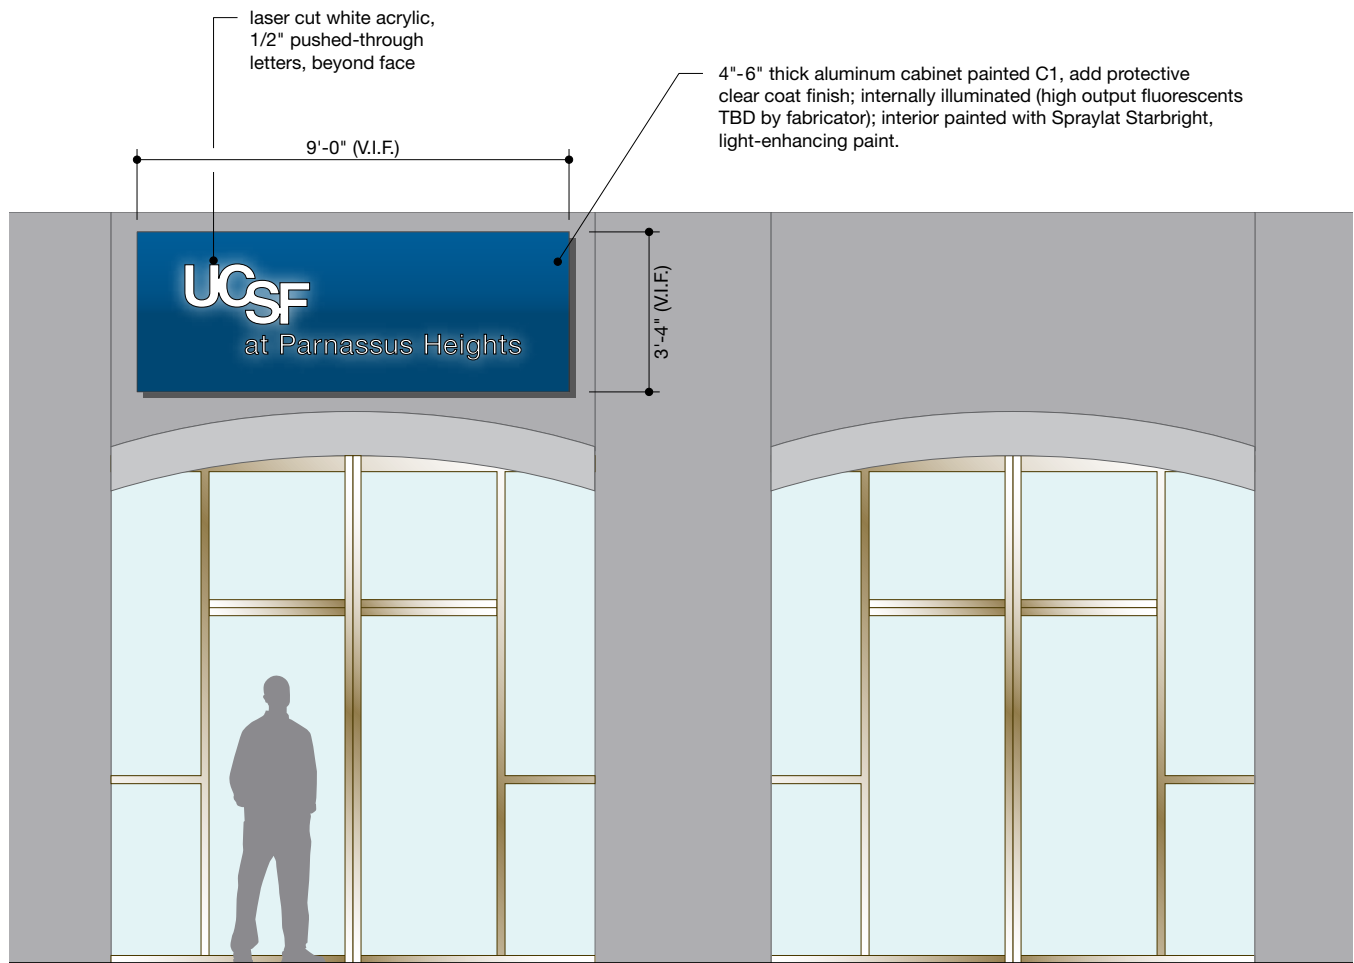 laser cut white acrylic,
1/2" pushed-through
letters, beyond face
4"-6" thick aluminum cabinet painted C1, add protective
clear coat finish; internally illuminated (high output fluorescents
TBD by fabricator); interior painted with Spraylat Starbright,
light-enhancing paint.
9'-0" (V.I.F.)
UCSF
at Parnassus Heights
3'-4" (V.I.F.)